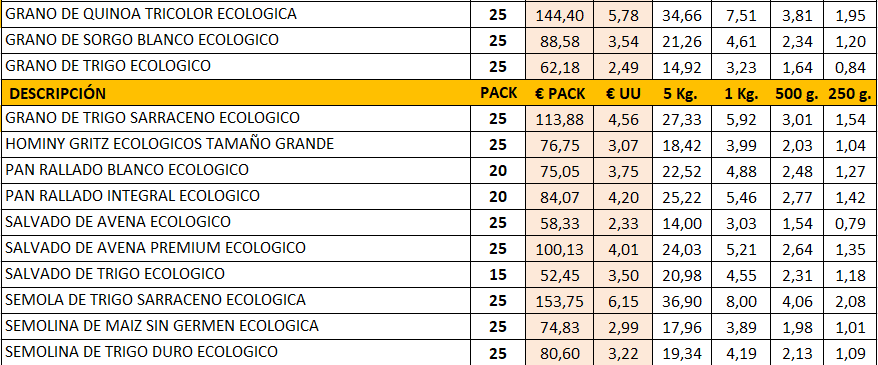 GRANO DE QUINOA TRICOLOR ECOLOGICA 25 144,40 5,78 34,66 7,51 3,81 1,95
GRANO DE SORGO BLANCO ECOLOGICO 25 88,58 3,54 21,26 4,61 2,34 1,20
GRANO DE TRIGO ECOLOGICO 25 62,18 2,49 14,92 3,23 1,64 0,84
DESCRIPCIÓN PACK € PACK € UU 5 Kg. 1 Kg. 500 g. 250 g.
GRANO DE TRIGO SARRACENO ECOLOGICO 25 113,88 4,56 27,33 5,92 3,01 1,54
HOMINY GRITZ ECOLOGICOS TAMAÑO GRANDE 25 76,75 3,07 18,42 3,99 2,03 1,04
PAN RALLADO BLANCO ECOLOGICO 20 75,05 3,75 22,52 4,88 2,48 1,27
PAN RALLADO INTEGRAL ECOLOGICO 20 84,07 4,20 25,22 5,46 2,77 1,42
SALVADO DE AVENA ECOLOGICO 25 58,33 2,33 14,00 3,03 1,54 0,79
SALVADO DE AVENA PREMIUM ECOLOGICO 25 100,13 4,01 24,03 5,21 2,64 1,35
SALVADO DE TRIGO ECOLOGICO 15 52,45 3,50 20,98 4,55 2,31 1,18
SEMOLA DE TRIGO SARRACENO ECOLOGICA 25 153,75 6,15 36,90 8,00 4,06 2,08
SEMOLINA DE MAIZ SIN GERMEN ECOLOGICA 25 74,83 2,99 17,96 3,89 1,98 1,01
SEMOLINA DE TRIGO DURO ECOLOGICO 25 80,60 3,22 19,34 4,19 2,13 1,09